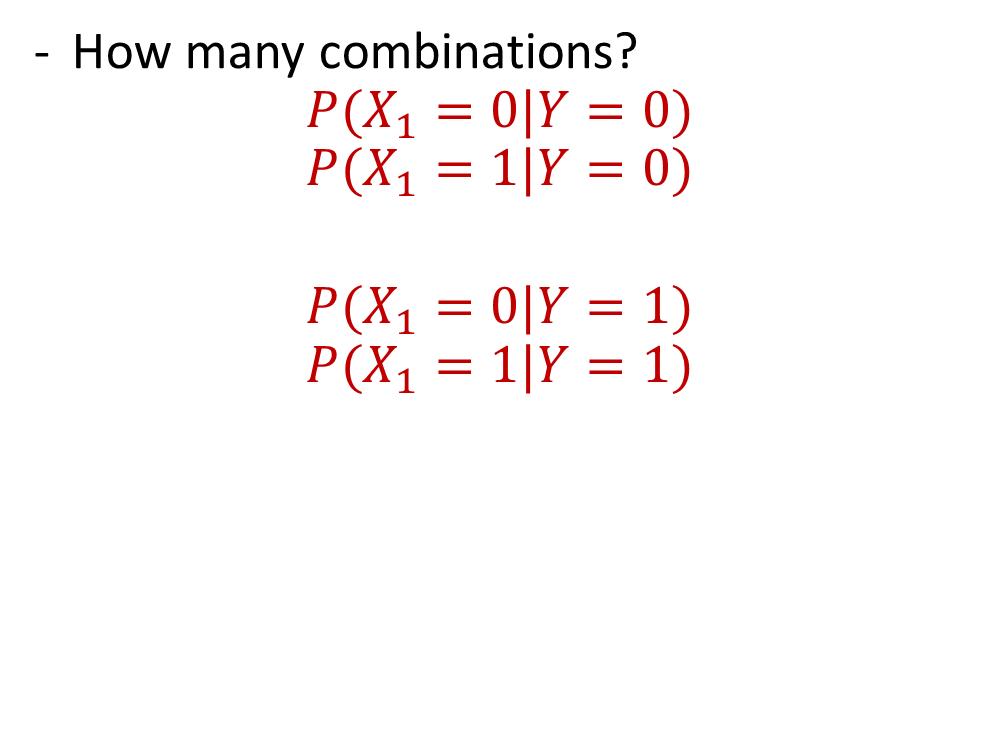 - How many combinations?
P(X₁ = 0|Y = 0)
P(X₁ = 1|Y = 0)
P(X₁ = 0|Y = 1)
P(X₁ = 1|Y = 1)